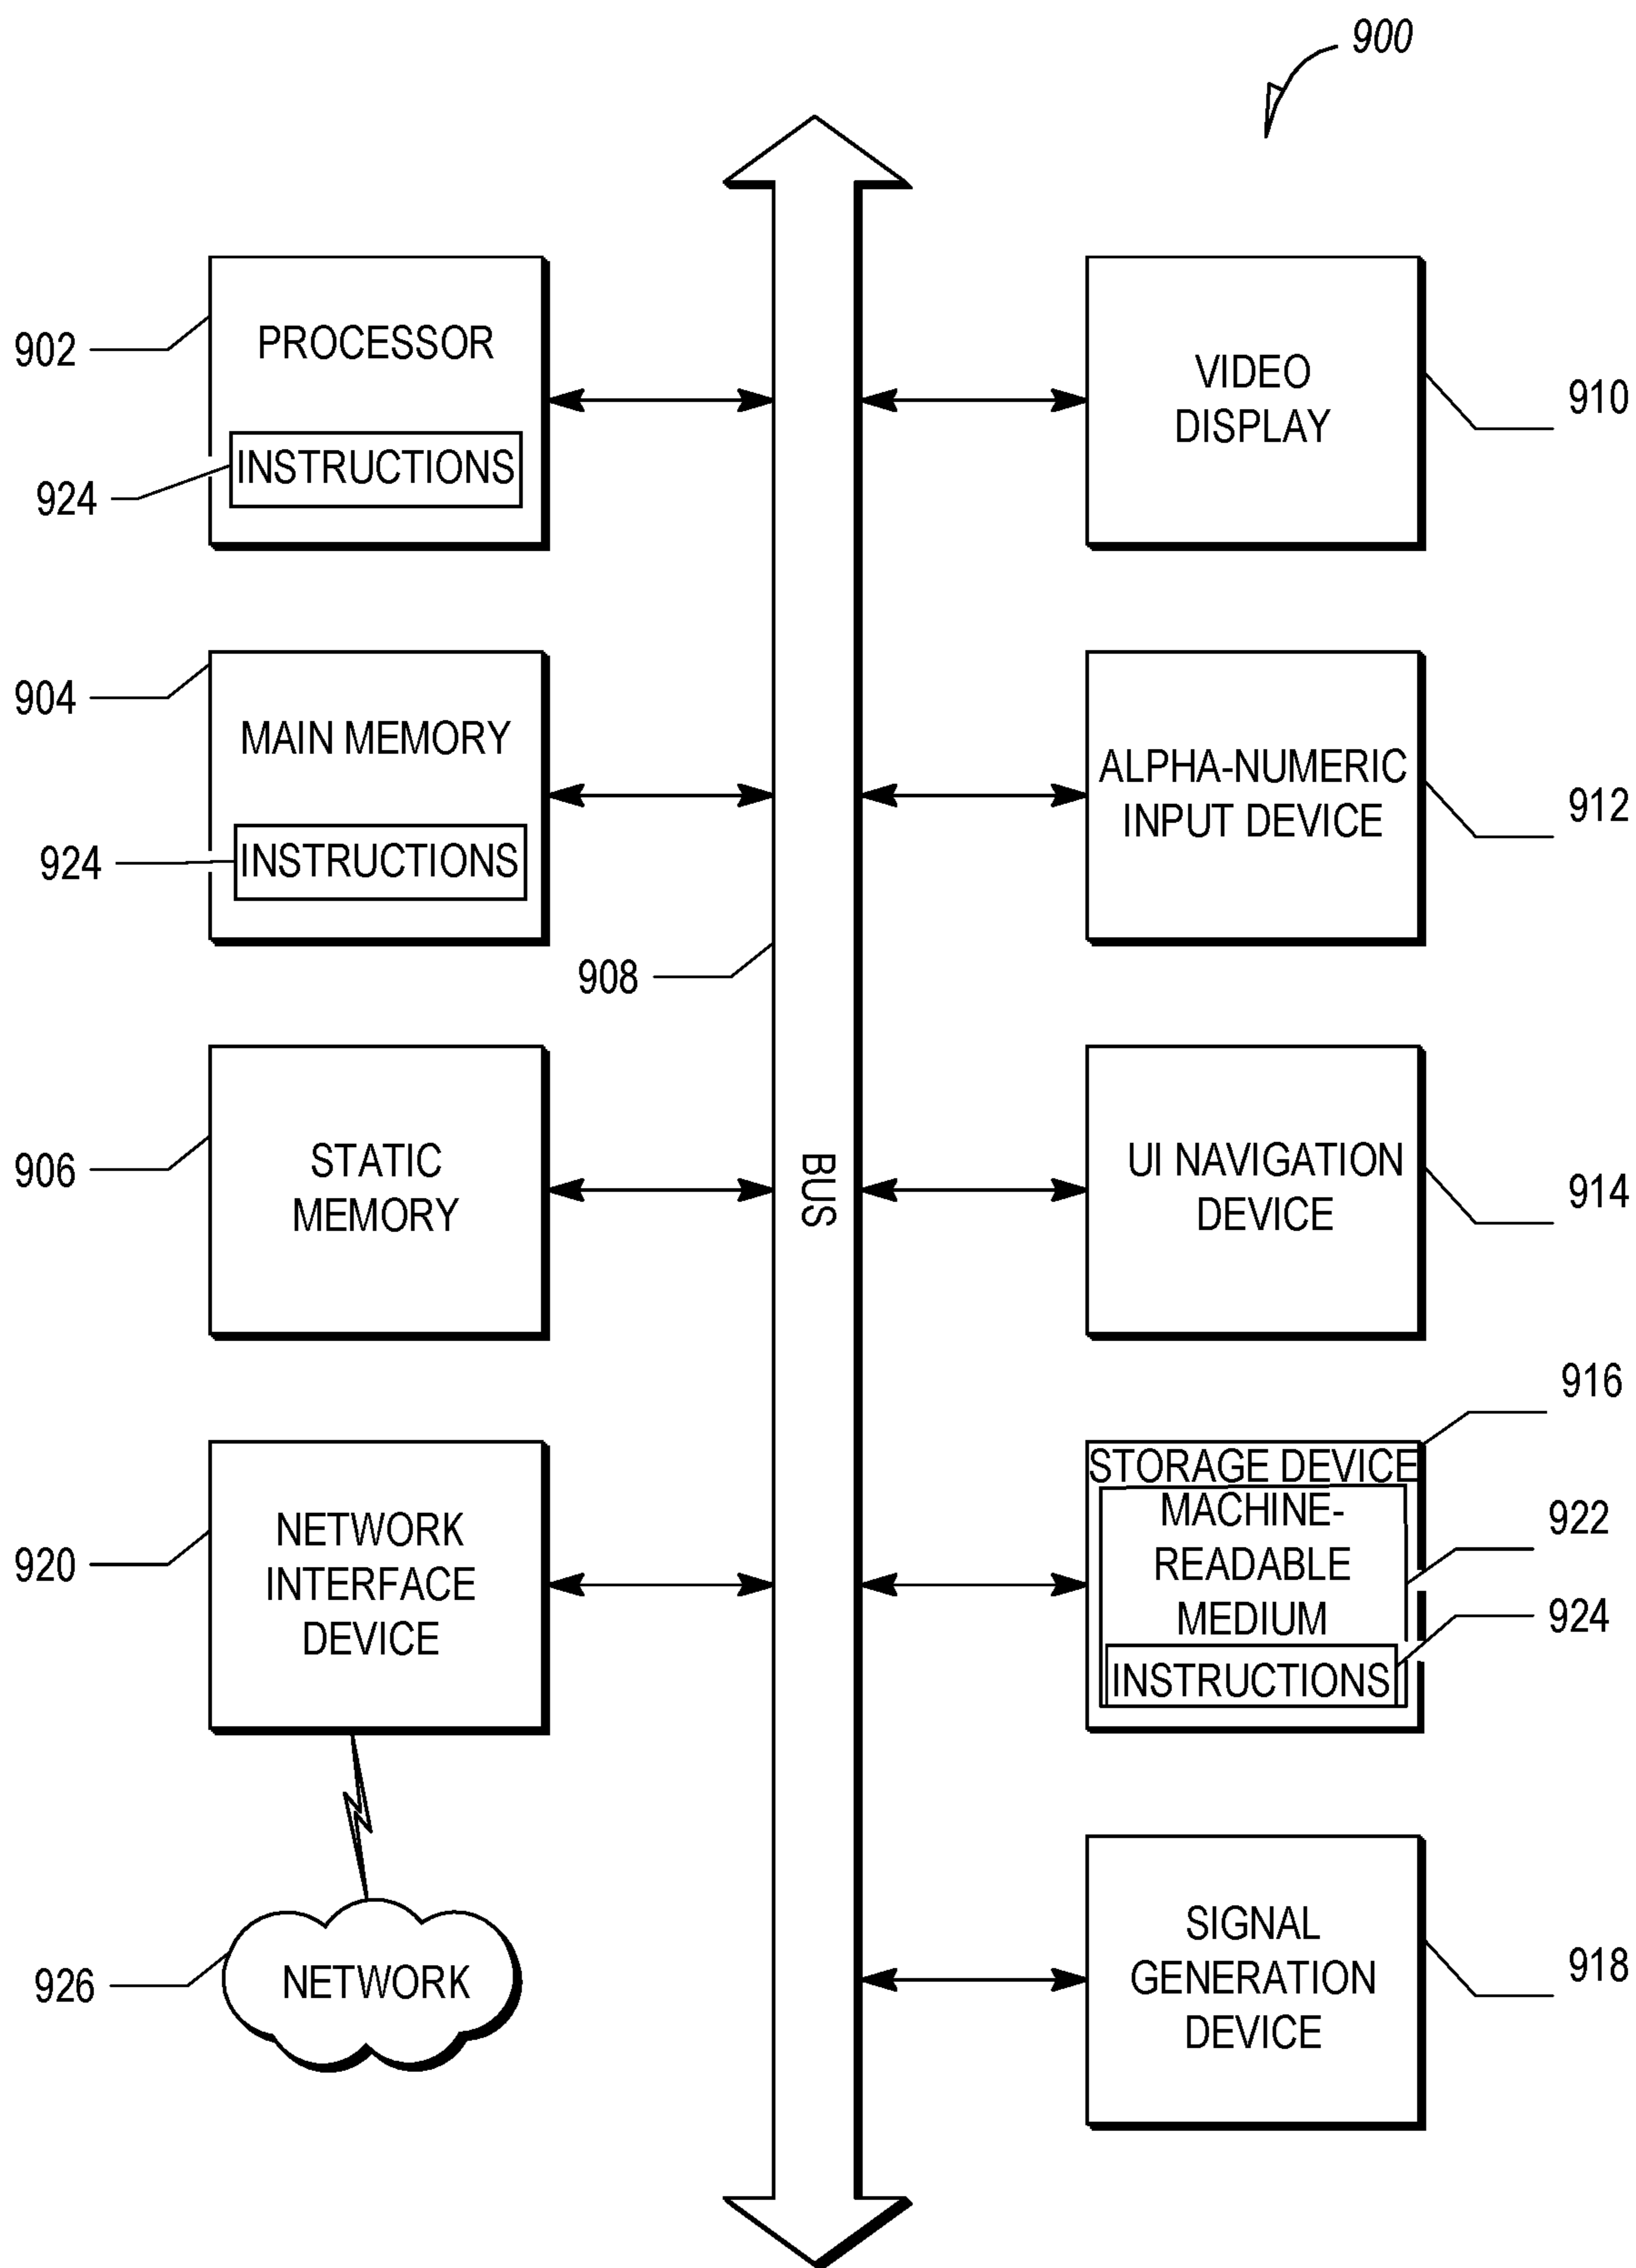 900
902
PROCESSOR
924
INSTRUCTIONS
904
MAIN MEMORY
924
INSTRUCTIONS
908
906
STATIC
MEMORY
920
NETWORK
INTERFACE
DEVICE
926
NETWORK
BUS
VIDEO
DISPLAY
910
ALPHA-NUMERIC
INPUT DEVICE
912
UI NAVIGATION
DEVICE
914
916
STORAGE DEVICE
MACHINE-
READABLE
MEDIUM
922
924
INSTRUCTIONS
SIGNAL
GENERATION
DEVICE
918